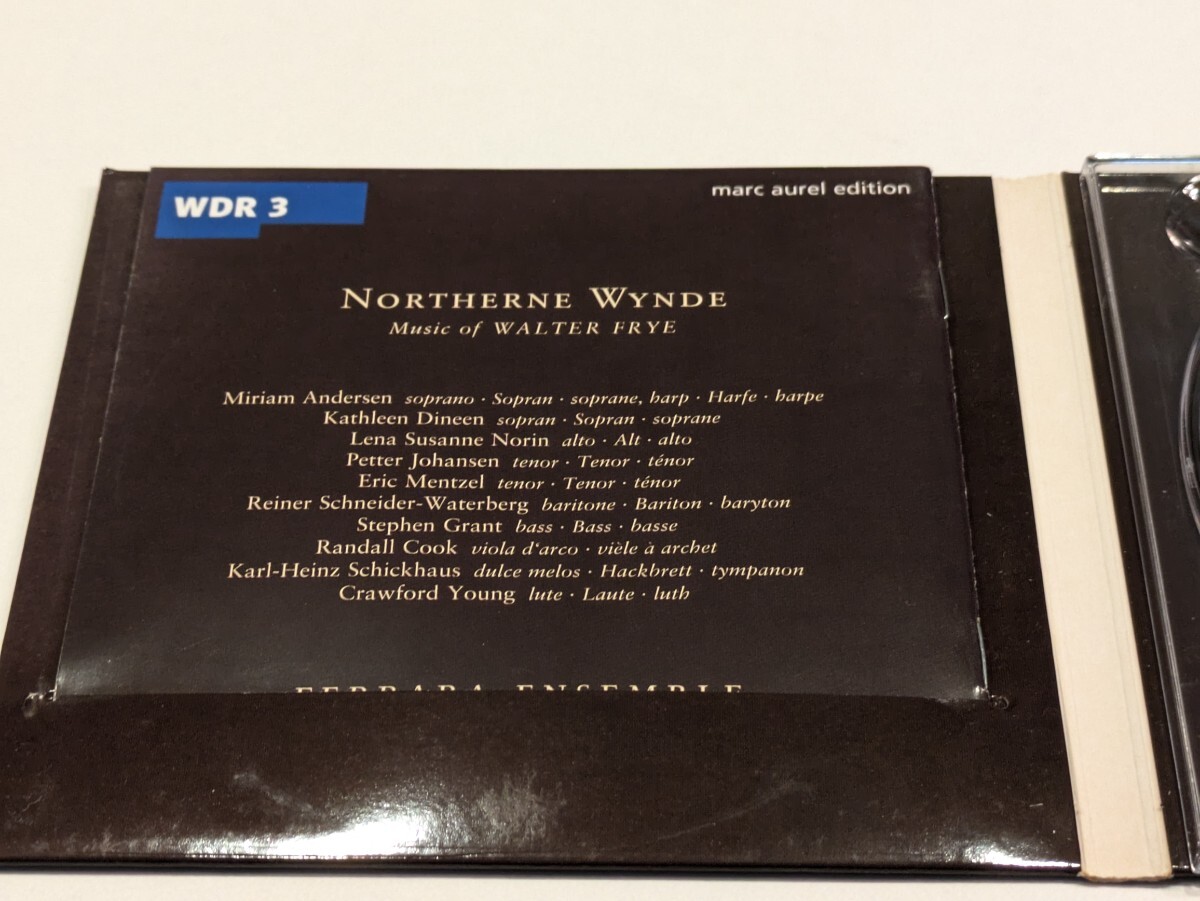 WDR 3
marc aurel edition
NORTHERNE WYNDE
Music of WALTER FRYE
Miriam Andersen soprano · Sopran · soprane, harp · Harfe · harpe
Kathleen Dineen sopran · Sopran · soprane
Lena Susanne Norin alto · Alt · alto
Petter Johansen tenor · Tenor · ténor
Eric Mentzel tenor · Tenor · ténor
Reiner Schneider-Waterberg baritone · Bariton · baryton
Stephen Grant bass · Bass · basse
Randall Cook viola d'arco · vièle à archet
Karl-Heinz Schickhaus dulce melos · Hackbrett · tympanon
Crawford Young lute · Laute · luth
FERRARA ENSEMBLE